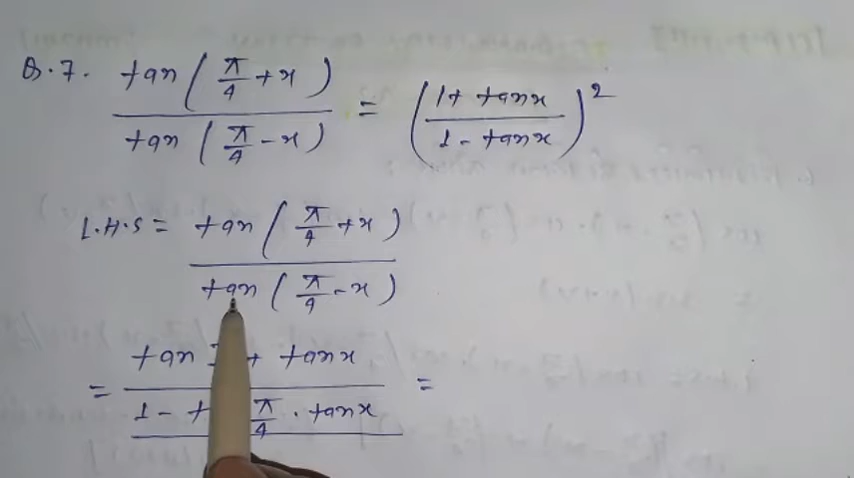 Q.7. tan(π/4 + x) / tan(π/4 - x) = ((1 + tanx) / (1 - tanx))²
L.H.S = tan(π/4 + x) / tan(π/4 - x)
= tan + tanx / 1 - t π/4 . tanx =